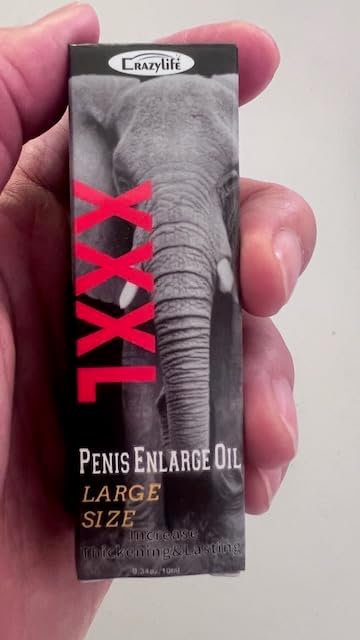 CRAZYLIFE
XXXL
PENIS ENLARGE OIL
LARGE
SIZE
Increase
Thickening&Lasting
0.34oz/10ml